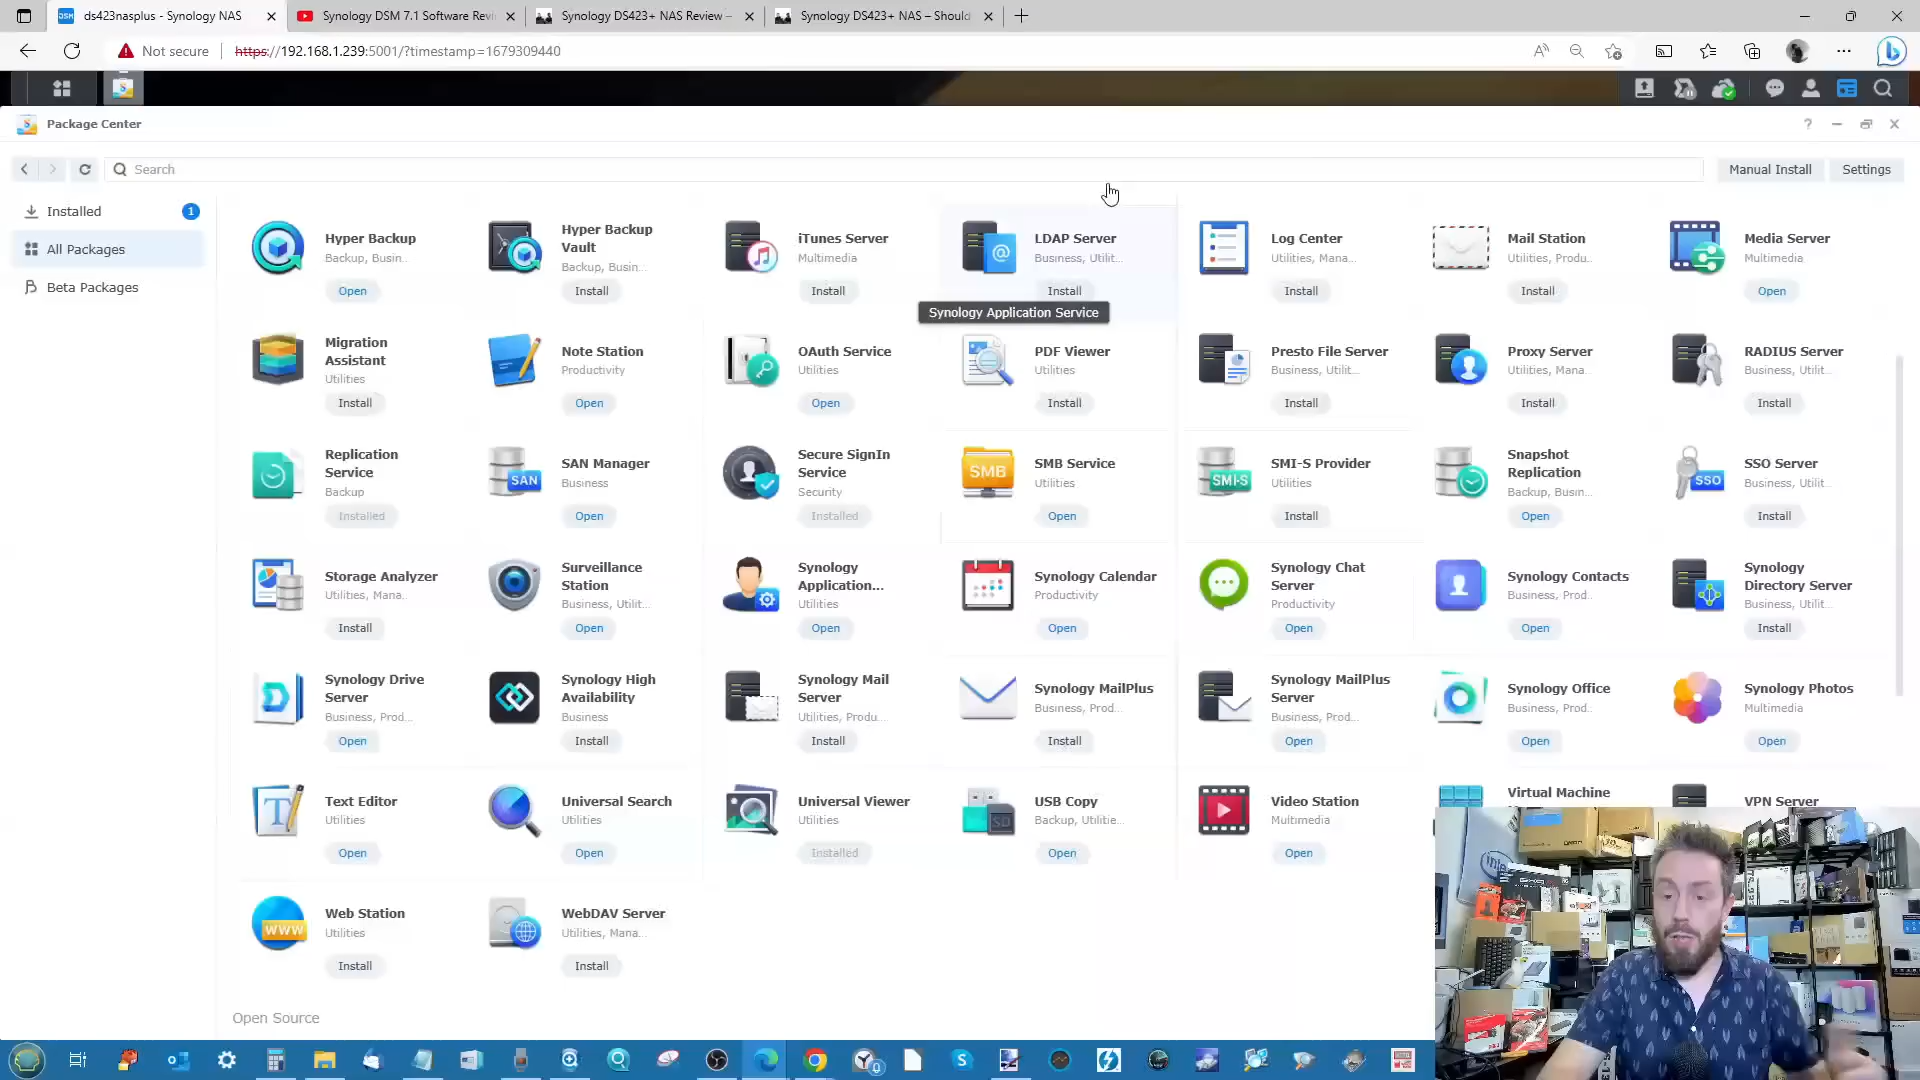 ds423nasplus - Synology NAS
Synology DSM 7.1 Software Revi
Synology DS423+ NAS Review –
Synology DS423+ NAS – Should
Not secure
https://192.168.1.239:5001/?timestamp=1679309440
Package Center
Search
Manual Install
Settings
Installed
1
All Packages
Beta Packages
Hyper Backup
Backup, Busin...
Open
Hyper Backup
Vault
Backup, Busin...
Install
iTunes Server
Multimedia
Install
LDAP Server
Business, Utilit...
Install
Log Center
Utilities, Mana...
Install
Mail Station
Utilities, Produ...
Install
Media Server
Multimedia
Open
Synology Application Service
Migration
Assistant
Utilities
Install
Note Station
Productivity
Open
OAuth Service
Utilities
Open
PDF Viewer
Utilities
Install
Presto File Server
Business, Utilit...
Install
Proxy Server
Utilities, Mana...
Install
RADIUS Server
Business, Utilit...
Install
Replication
Service
Backup
Installed
SAN
SAN Manager
Business
Open
Secure SignIn
Service
Security
Installed
SMB
SMB Service
Utilities
Open
SMI-S
SMI-S Provider
Utilities
Install
Snapshot
Replication
Backup, Busin...
Open
SSO
SSO Server
Business, Utilit...
Install
Storage Analyzer
Utilities, Mana...
Install
Surveillance
Station
Business, Utilit...
Open
Synology
Application...
Utilities
Open
Synology Calendar
Productivity
Open
Synology Chat
Server
Productivity
Open
Synology Contacts
Business, Prod...
Open
Synology
Directory Server
Business, Utilit...
Install
Synology Drive
Server
Business, Prod...
Open
Synology High
Availability
Business
Install
Synology Mail
Server
Utilities, Produ...
Install
Synology MailPlus
Business, Prod...
Install
Synology MailPlus
Server
Business, Prod...
Open
Synology Office
Business, Prod...
Open
Synology Photos
Multimedia
Open
Text Editor
Utilities
Open
Universal Search
Utilities
Open
Universal Viewer
Utilities
Installed
SD
USB Copy
Backup, Utilitie...
Open
Video Station
Multimedia
Open
Virtual Machine
VPN Server
www
Web Station
Utilities
Install
WebDAV Server
Utilities, Mana...
Install
Open Source
intel